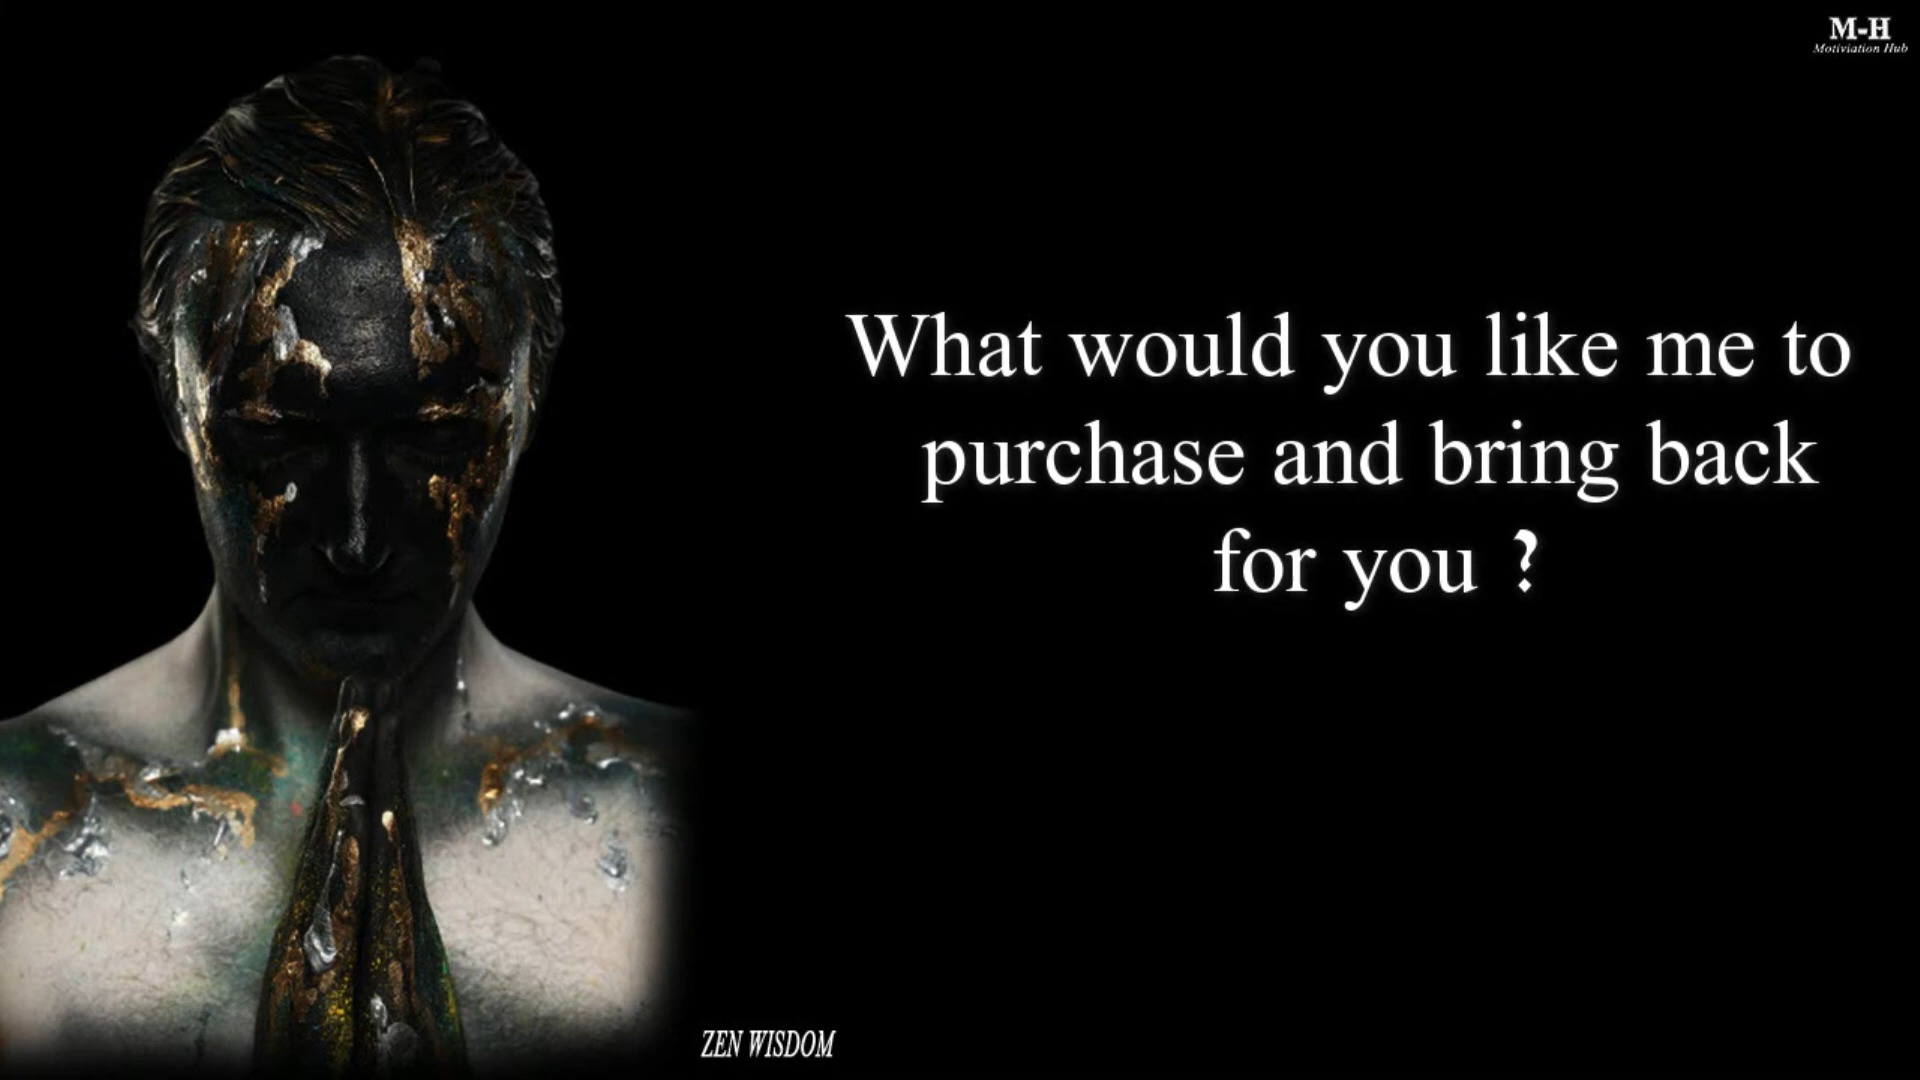 M-H
Motiviation Hub
What would you like me to
purchase and bring back
for you ?
ZEN WISDOM